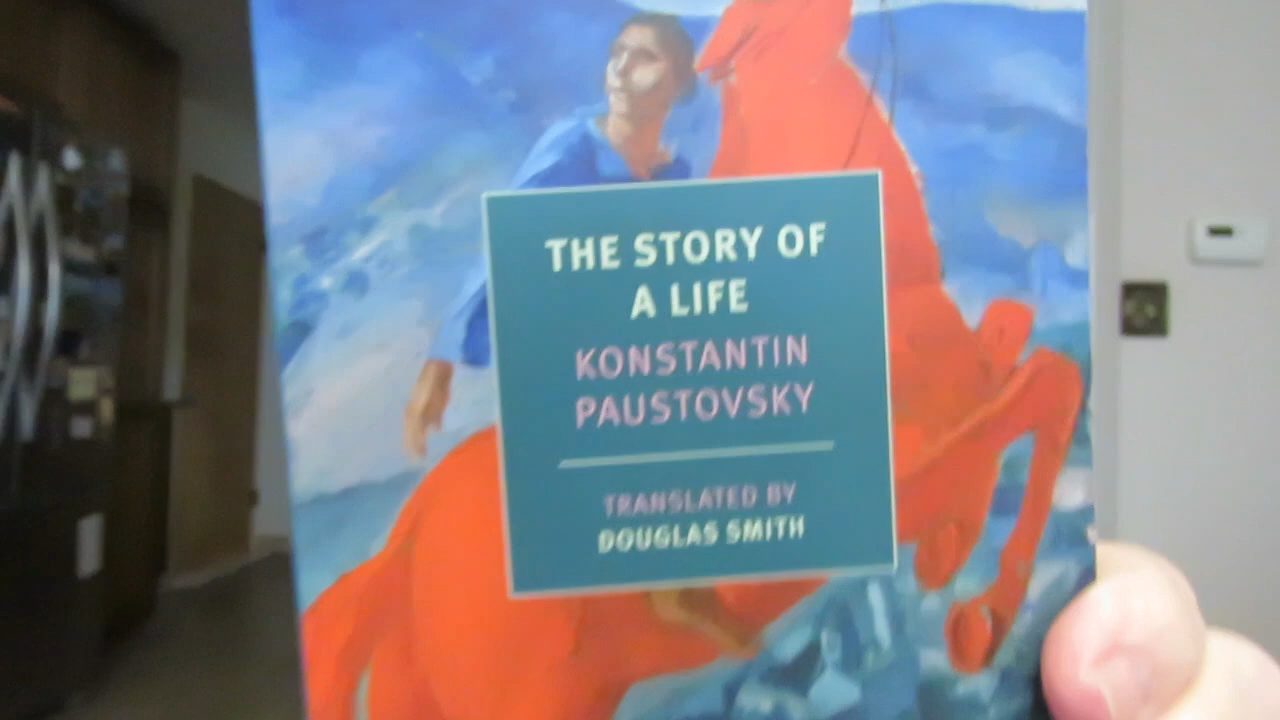 THE STORY OF
A LIFE
KONSTANTIN
PAUSTOVSKY
TRANSLATED BY
DOUGLAS SMITH